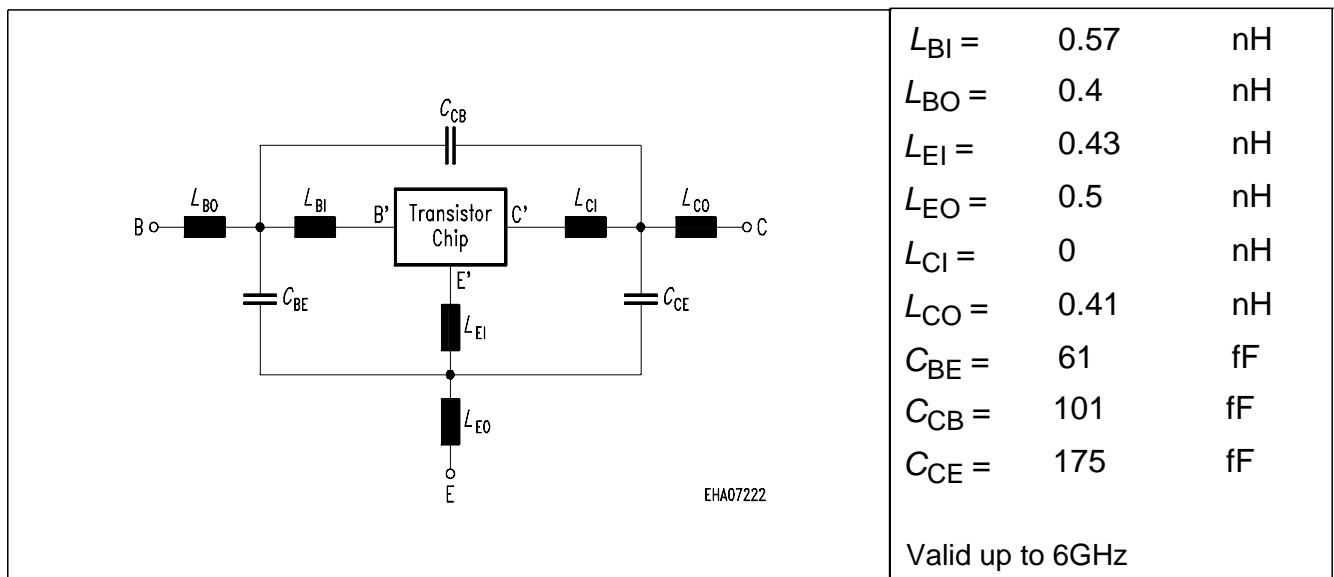 C_CB
L_BO
L_BI
B'
Transistor
Chip
C'
L_CI
L_CO
B
C
E'
C_BE
L_EI
C_CE
L_EO
E
EHA07222
L_BI = 0.57 nH
L_BO = 0.4 nH
L_EI = 0.43 nH
L_EO = 0.5 nH
L_CI = 0 nH
L_CO = 0.41 nH
C_BE = 61 fF
C_CB = 101 fF
C_CE = 175 fF
Valid up to 6GHz